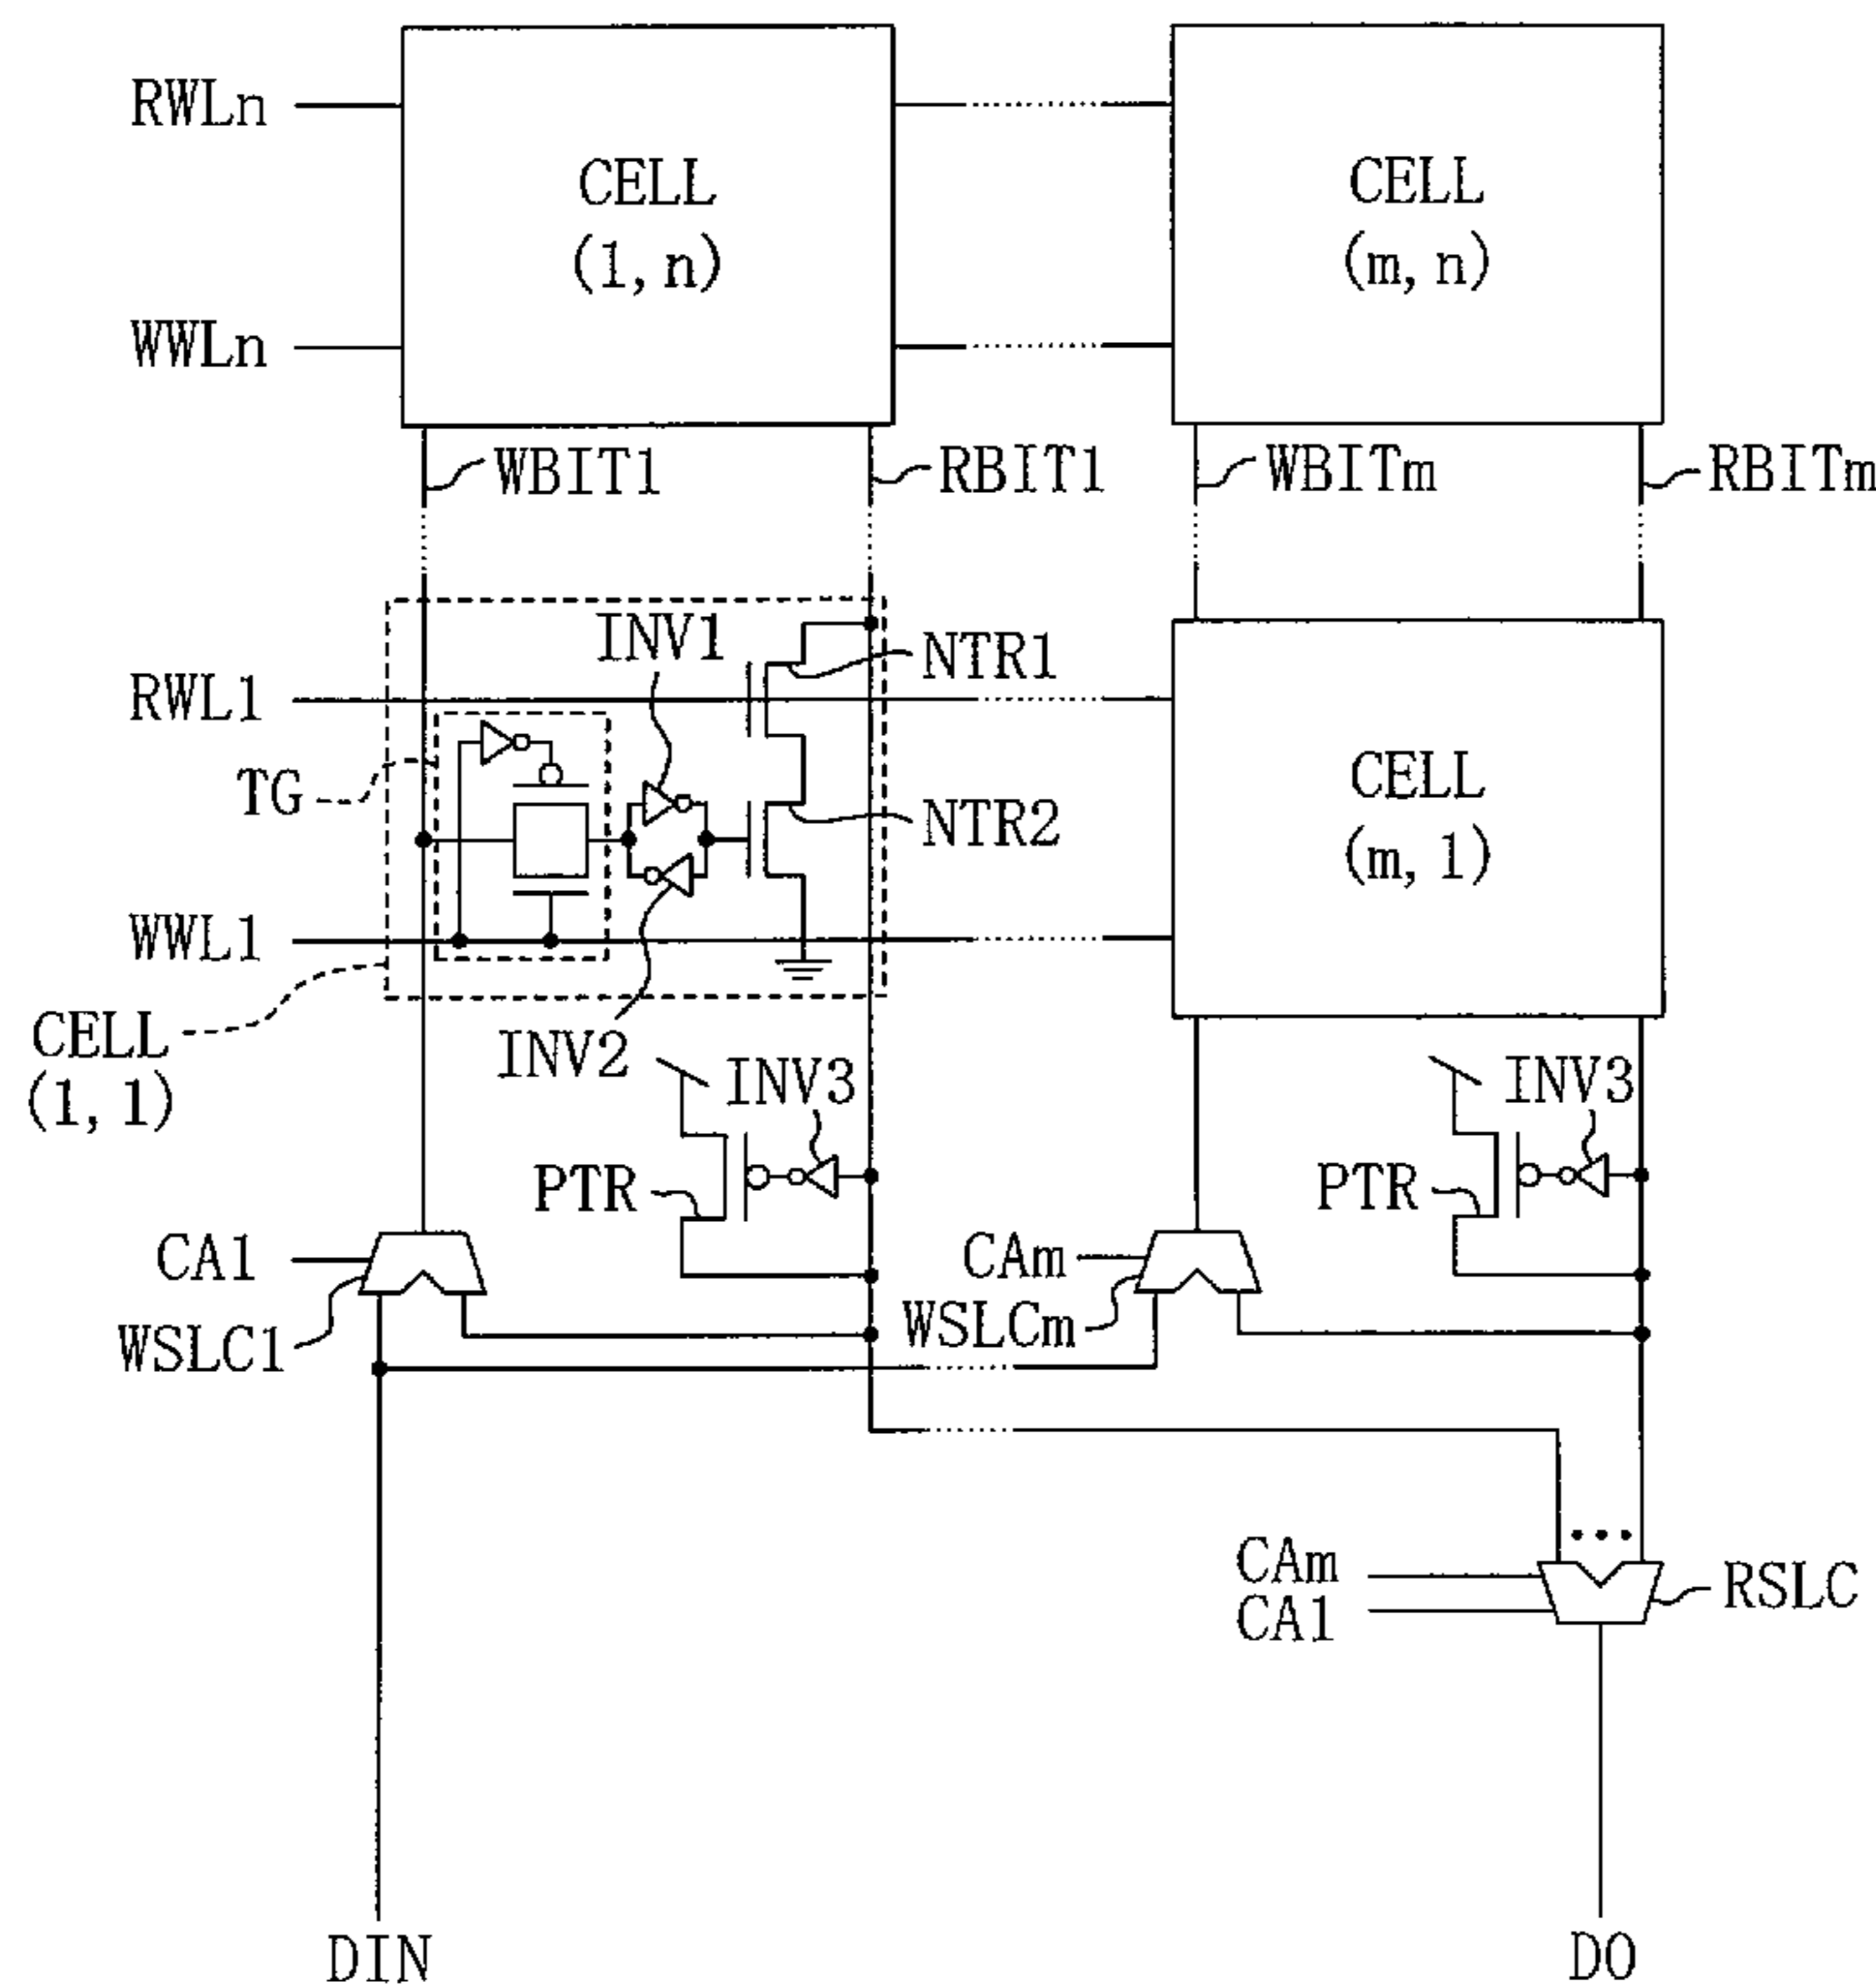 RWLn
CELL
(1,n)
CELL
(m,n)
WWLn
WBIT1
RBIT1
WBITm
RBITm
INV1
NTR1
RWL1
TG
NTR2
CELL
(m,1)
WWL1
CELL
(1,1)
INV2
INV3
INV3
PTR
PTR
CA1
CAm
WSLC1
WSLCm
CAm
CA1
RSLC
DIN
DO